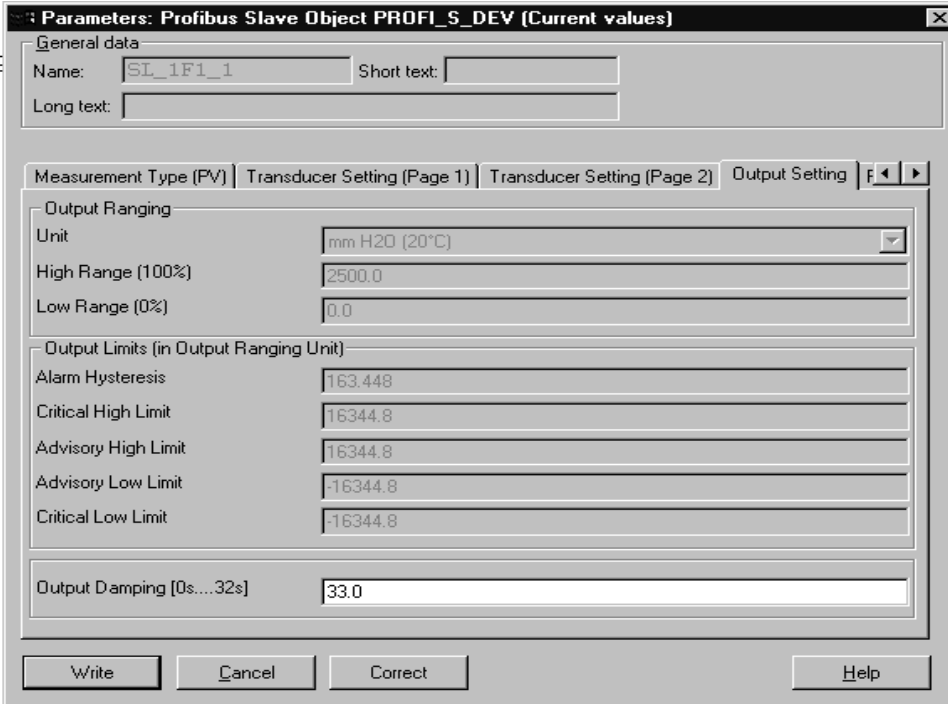 Parameters: Profibus Slave Object PROFI_S_DEV (Current values)
General data
Name: SL_1F1_1 Short text:
Long text:
Measurement Type (PV) Transducer Setting (Page 1) Transducer Setting (Page 2) Output Setting
Output Ranging
Unit mm H2O (20°C)
High Range (100%) 2500.0
Low Range (0%) 0.0
Output Limits (in Output Ranging Unit)
Alarm Hysteresis 163.448
Critical High Limit 16344.8
Advisory High Limit 16344.8
Advisory Low Limit -16344.8
Critical Low Limit -16344.8
Output Damping [0s....32s] 33.0
Write Cancel Correct Help